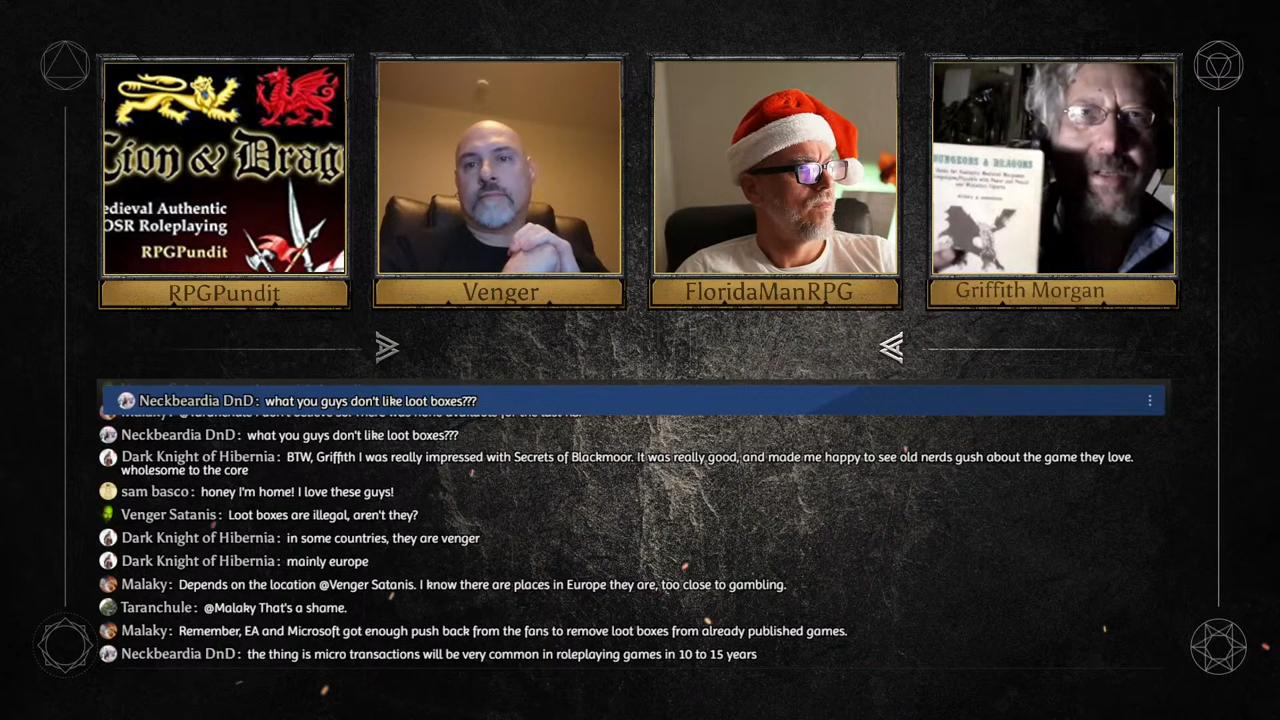 Lion & Drag
edieval Authentic
OSR Roleplaying
RPGPundit
DUNGEONS & DRAGONS
RPGPundit
Venger
FloridaManRPG
Griffith Morgan
Neckbeardia DnD: what you guys don't like loot boxes???
Neckbeardia DnD: what you guys don't like loot boxes???
Dark Knight of Hibernia: BTW, Griffith I was really impressed with Secrets of Blackmoor. It was really good, and made me happy to see old nerds gush about the game they love.
wholesome to the core
sam basco: honey I'm home! I love these guys!
Venger Satanis: Loot boxes are illegal, aren't they?
Dark Knight of Hibernia: in some countries, they are venger
Dark Knight of Hibernia: mainly europe
Malaky: Depends on the location @Venger Satanis. I know there are places in Europe they are, too close to gambling.
Taranchule: @Malaky That's a shame.
Malaky: Remember, EA and Microsoft got enough push back from the fans to remove loot boxes from already published games.
Neckbeardia DnD: the thing is micro transactions will be very common in roleplaying games in 10 to 15 years